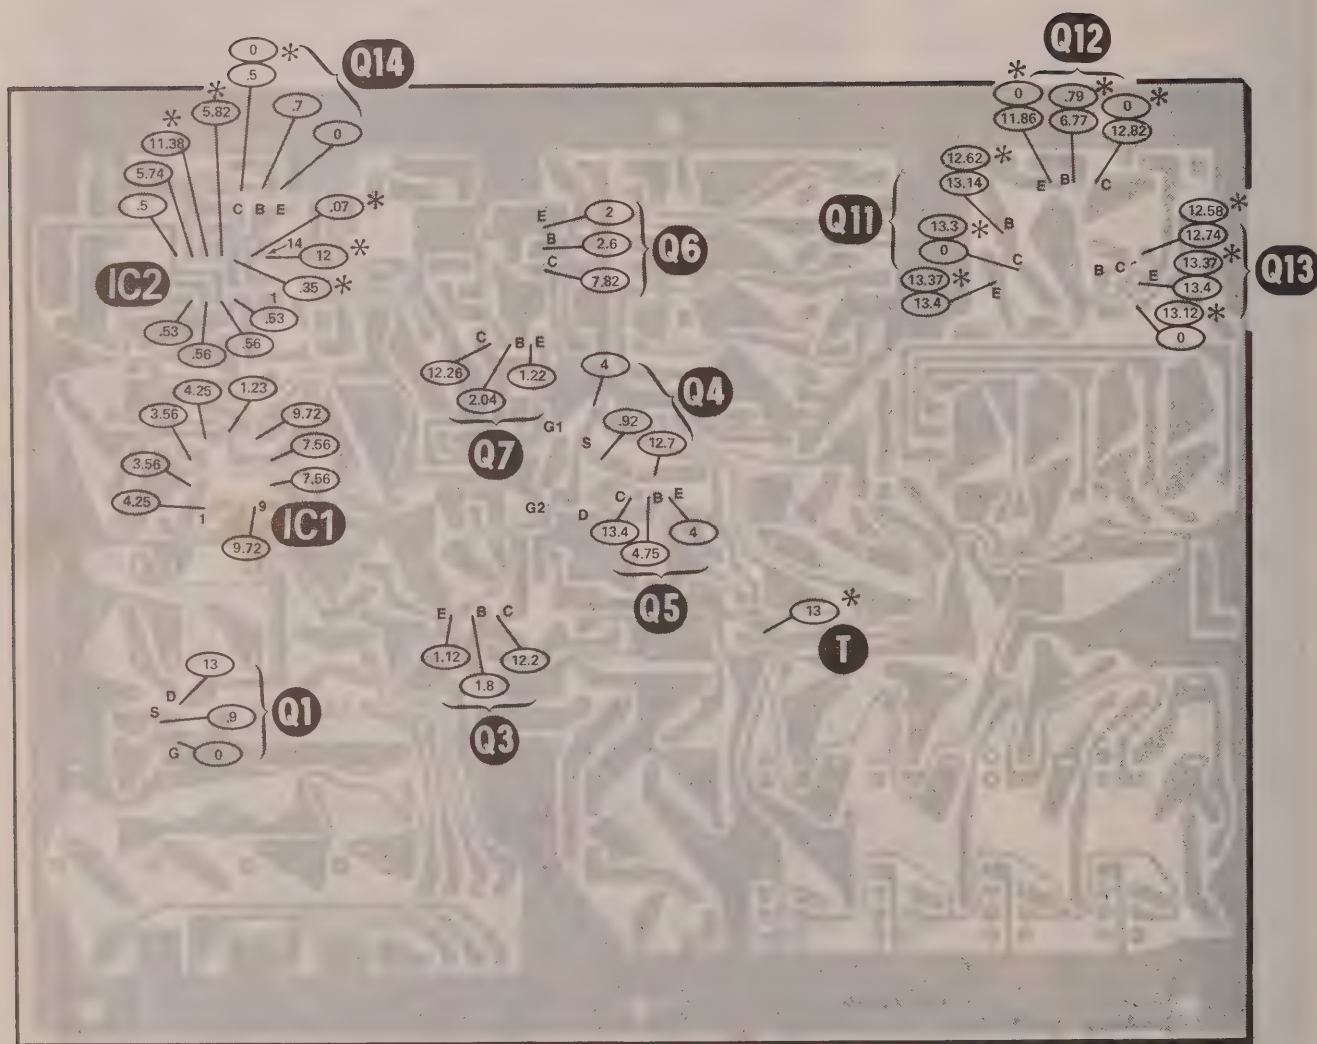 0 *
.5
Q14
.7
0
*
5.82
*
11.38
5.74
.5
C B E
.07 *
14
12 *
.35 *
IC2
1
.53
.56
.56
.53
Q12
*
0
11.86
.79 *
6.77
0 *
12.82
E B C
12.62 *
13.14
B
Q11
13.3 *
0
C
13.37 *
13.4
E
12.58 *
12.74
B C
13.37 *
E
13.4
13.12 *
0
Q13
E 2
B 2.6
C 7.82
Q6
C B E
12.26
2.04
1.22
Q7
4
G1
.92
S
12.7
Q4
G2
D
C B E
13.4
4.75
4
Q5
4.25
1.23
3.56
9.72
7.56
3.56
7.56
4.25
1
9
9.72
IC1
13 *
T
E B C
1.12
1.8
12.2
Q3
13
D
S .9
G 0
Q1